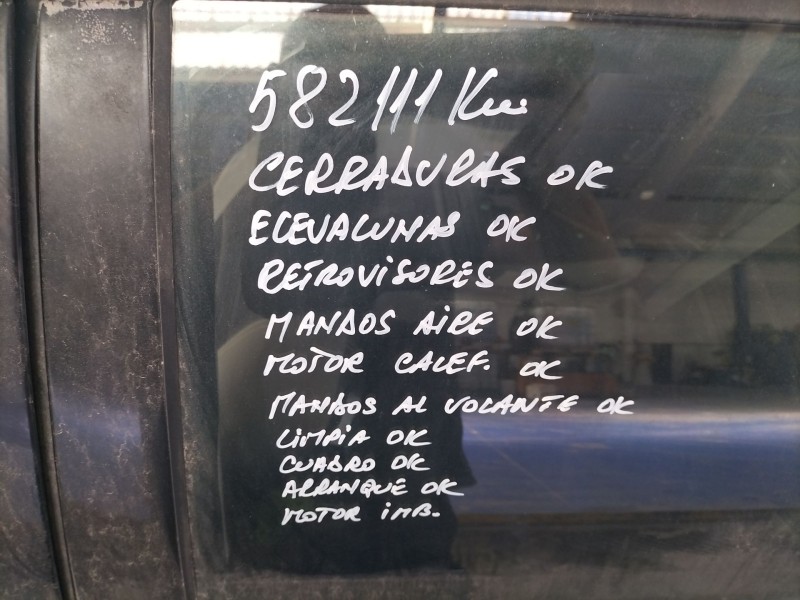 582111 Km
CERRADURAS OK
ELEVALUNAS OK
RETROVISORES OK
MANDOS AIRE OK
MOTOR CALEF. OK
MANDOS AL VOLANTE OK
LIMPIA OK
CUADRO OK
ARRANQUE OK
MOTOR IMB.